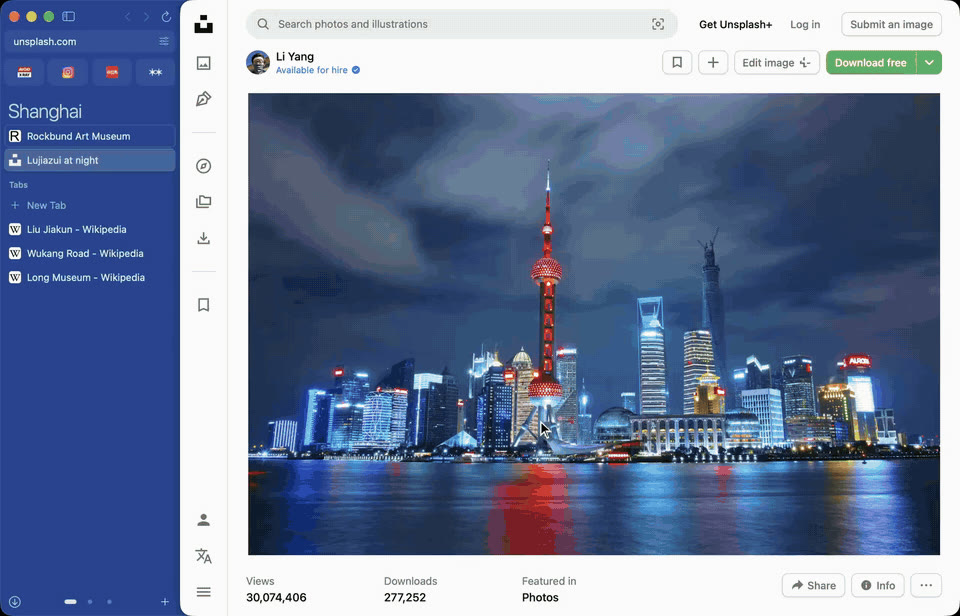 unsplash.com
Shanghai
Rockbund Art Museum
Lujiazui at night
Tabs
New Tab
Liu Jiakun - Wikipedia
Wukang Road - Wikipedia
Long Museum - Wikipedia
Search photos and illustrations
Get Unsplash+
Log in
Submit an image
Li Yang
Available for hire
Edit image
Download free
AURORA
Views
30,074,406
Downloads
277,252
Featured in
Photos
Share
Info